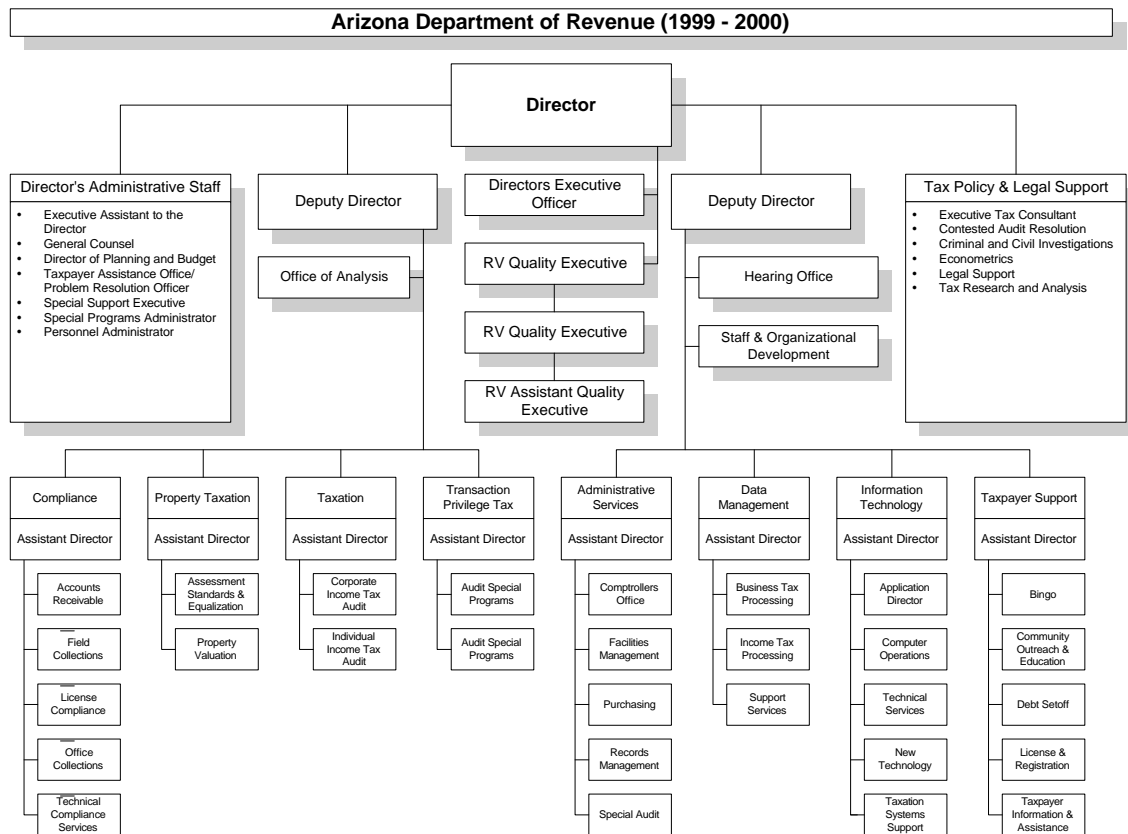 Arizona Department of Revenue (1999 - 2000)
Director
Director's Administrative Staff
• Executive Assistant to the
Director
• General Counsel
• Director of Planning and Budget
• Taxpayer Assistance Office/
Problem Resolution Officer
• Special Support Executive
• Special Programs Administrator
• Personnel Administrator
Deputy Director
Office of Analysis
Directors Executive
Officer
RV Quality Executive
RV Quality Executive
RV Assistant Quality
Executive
Deputy Director
Hearing Office
Staff & Organizational
Development
Tax Policy & Legal Support
• Executive Tax Consultant
• Contested Audit Resolution
• Criminal and Civil Investigations
• Econometrics
• Legal Support
• Tax Research and Analysis
Compliance
Assistant Director
Accounts
Receivable
Field
Collections
License
Compliance
Office
Collections
Technical
Compliance
Services
Property Taxation
Assistant Director
Assessment
Standards &
Equalization
Property
Valuation
Taxation
Assistant Director
Corporate
Income Tax
Audit
Individual
Income Tax
Audit
Transaction
Privilege Tax
Assistant Director
Audit Special
Programs
Audit Special
Programs
Administrative
Services
Assistant Director
Comptrollers
Office
Facilities
Management
Purchasing
Records
Management
Special Audit
Data
Management
Assistant Director
Business Tax
Processing
Income Tax
Processing
Support
Services
Information
Technology
Assistant Director
Application
Director
Computer
Operations
Technical
Services
New
Technology
Taxation
Systems
Support
Taxpayer Support
Assistant Director
Bingo
Community
Outreach &
Education
Debt Setoff
License &
Registration
Taxpayer
Information &
Assistance